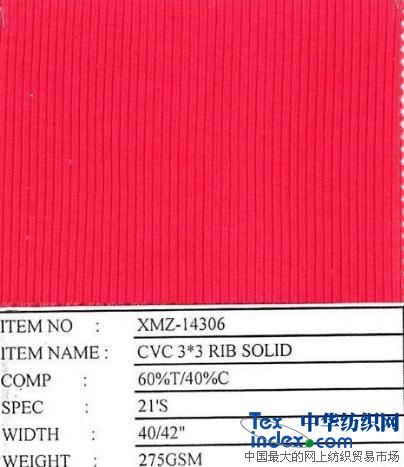 ITEM NO : XMZ-14306
ITEM NAME : CVC 3*3 RIB SOLID
COMP : 60%T/40%C
SPEC : 21'S
WIDTH : 40/42"
WEIGHT : 275GSM
Tex 中华纺织网
index.com
中国最大的网上纺织贸易市场